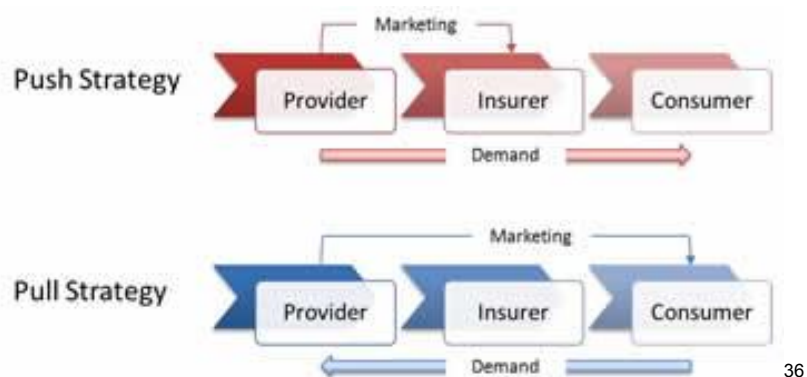 Marketing
Push Strategy
Provider
Insurer
Consumer
Demand
Marketing
Pull Strategy
Provider
Insurer
Consumer
Demand
36